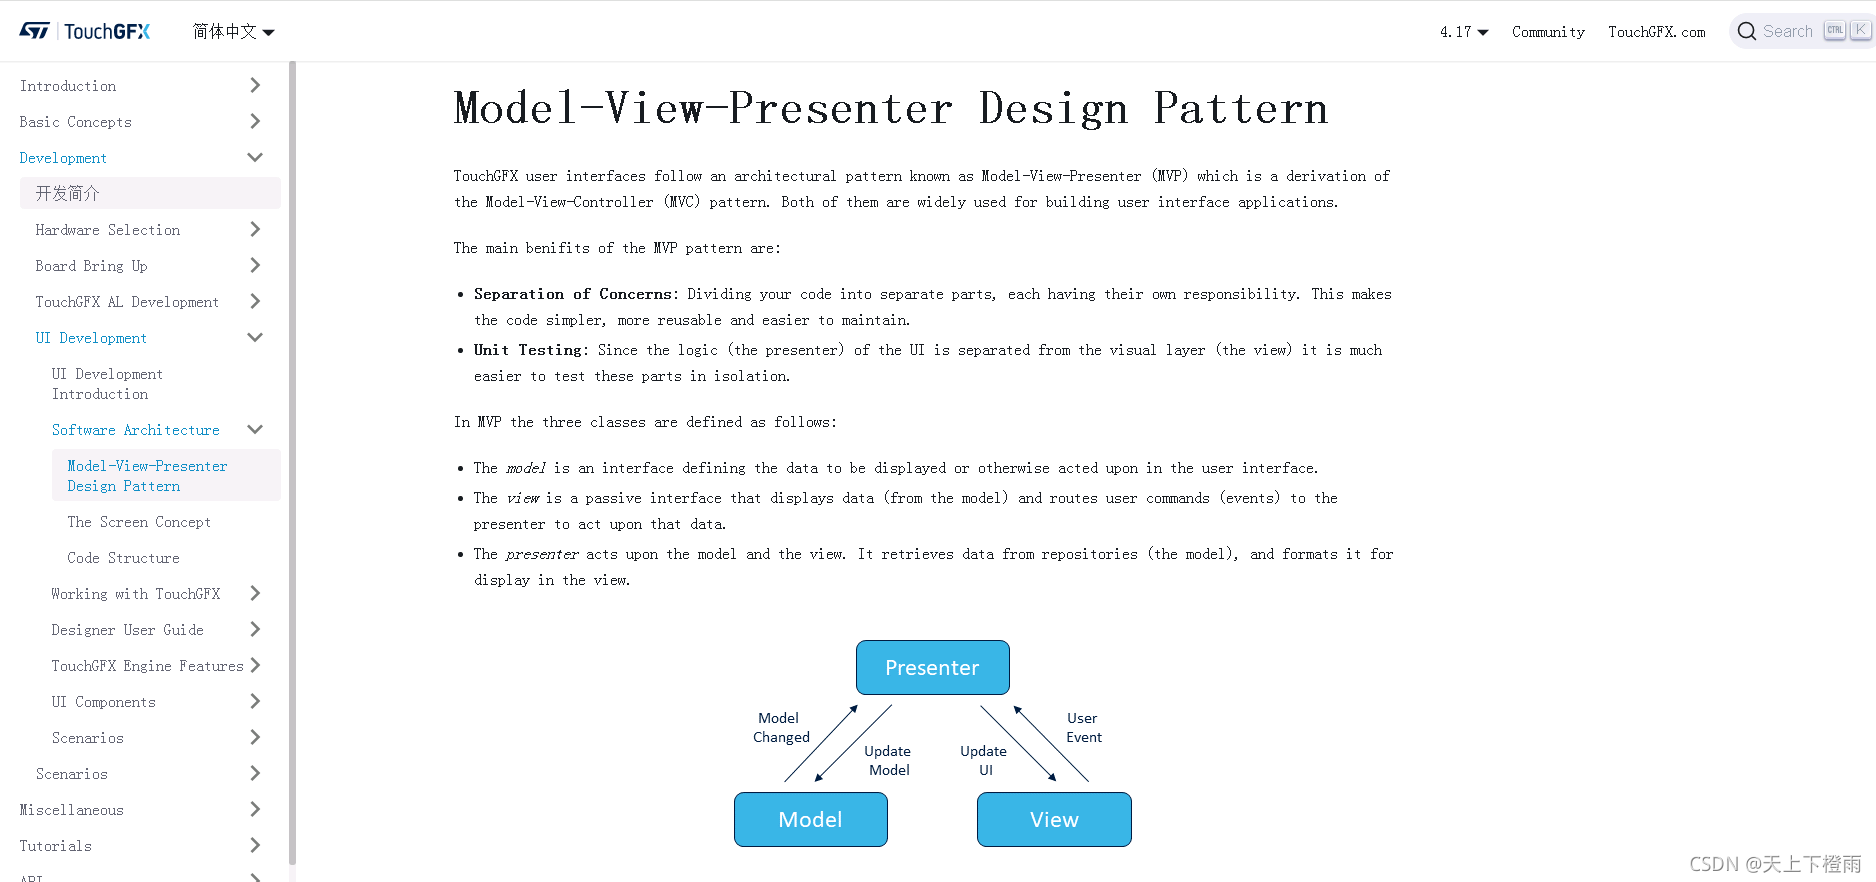 TouchGFX
简体中文
4.17
Community
TouchGFX.com
Search
CTRL
K
Introduction
Basic Concepts
Development
开发简介
Hardware Selection
Board Bring Up
TouchGFX AL Development
UI Development
UI Development
Introduction
Software Architecture
Model-View-Presenter
Design Pattern
The Screen Concept
Code Structure
Working with TouchGFX
Designer User Guide
TouchGFX Engine Features
UI Components
Scenarios
Scenarios
Miscellaneous
Tutorials
API
Model-View-Presenter Design Pattern
TouchGFX user interfaces follow an architectural pattern known as Model-View-Presenter (MVP) which is a derivation of
the Model-View-Controller (MVC) pattern. Both of them are widely used for building user interface applications.
The main benifits of the MVP pattern are:
• Separation of Concerns: Dividing your code into separate parts, each having their own responsibility. This makes
the code simpler, more reusable and easier to maintain.
• Unit Testing: Since the logic (the presenter) of the UI is separated from the visual layer (the view) it is much
easier to test these parts in isolation.
In MVP the three classes are defined as follows:
• The model is an interface defining the data to be displayed or otherwise acted upon in the user interface.
• The view is a passive interface that displays data (from the model) and routes user commands (events) to the
presenter to act upon that data.
• The presenter acts upon the model and the view. It retrieves data from repositories (the model), and formats it for
display in the view.
Presenter
Model
Changed
Update
Model
Update
UI
User
Event
Model
View
CSDN @天上下橙雨